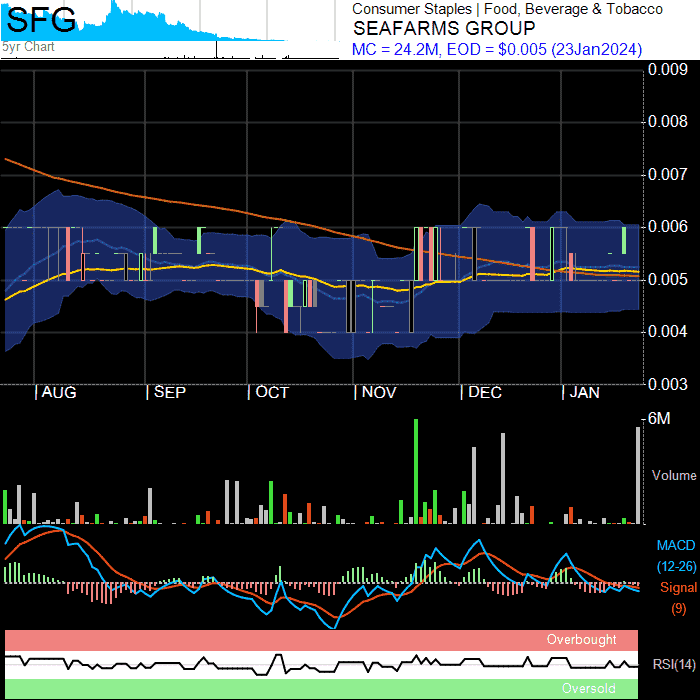 SFG
5yr Chart
Consumer Staples | Food, Beverage & Tobacco
SEAFARMS GROUP
MC = 24.2M, EOD = $0.005 (23Jan2024)
0.009
0.008
0.007
0.006
0.005
0.004
0.003
| AUG | SEP | OCT | NOV | DEC | JAN
6M
Volume
MACD
(12-26)
Signal
(9)
Overbought
RSI(14)
Oversold